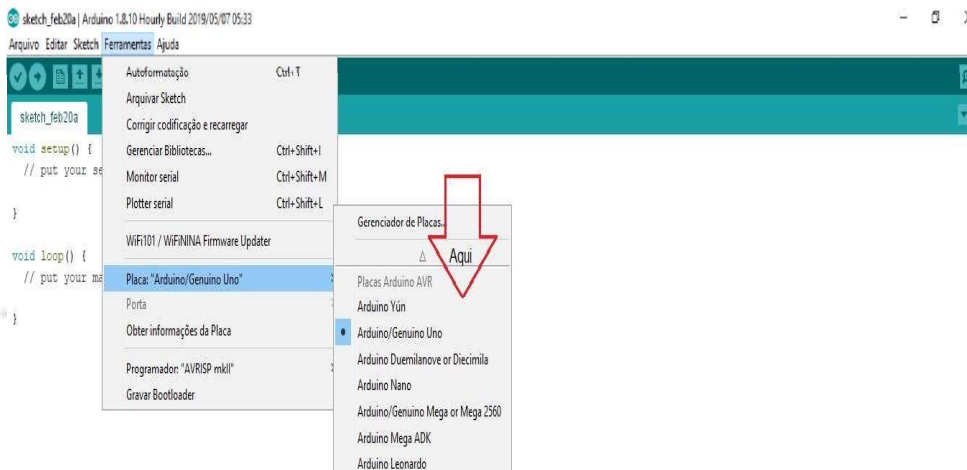 sketch_feb20a | Arduino 1.8.10 Hourly Build 2019/05/07 05:33
Arquivo Editar Sketch Ferramentas Ajuda
sketch_feb20a
void setup() {
// put your se
}
void loop() {
// put your ma
}
Autoformatação Ctrl+T
Arquivar Sketch
Corrigir codificação e recarregar
Gerenciar Bibliotecas... Ctrl+Shift+I
Monitor serial Ctrl+Shift+M
Plotter serial Ctrl+Shift+L
WiFi101 / WiFiNINA Firmware Updater
Placa: "Arduino/Genuino Uno"
Porta
Obter informações da Placa
Programador: "AVRISP mkII"
Gravar Bootloader
Gerenciador de Placas...
Aqui
Placas Arduino AVR
Arduino Yún
Arduino/Genuino Uno
Arduino Duemilanove or Diecimila
Arduino Nano
Arduino/Genuino Mega or Mega 2560
Arduino Mega ADK
Arduino Leonardo